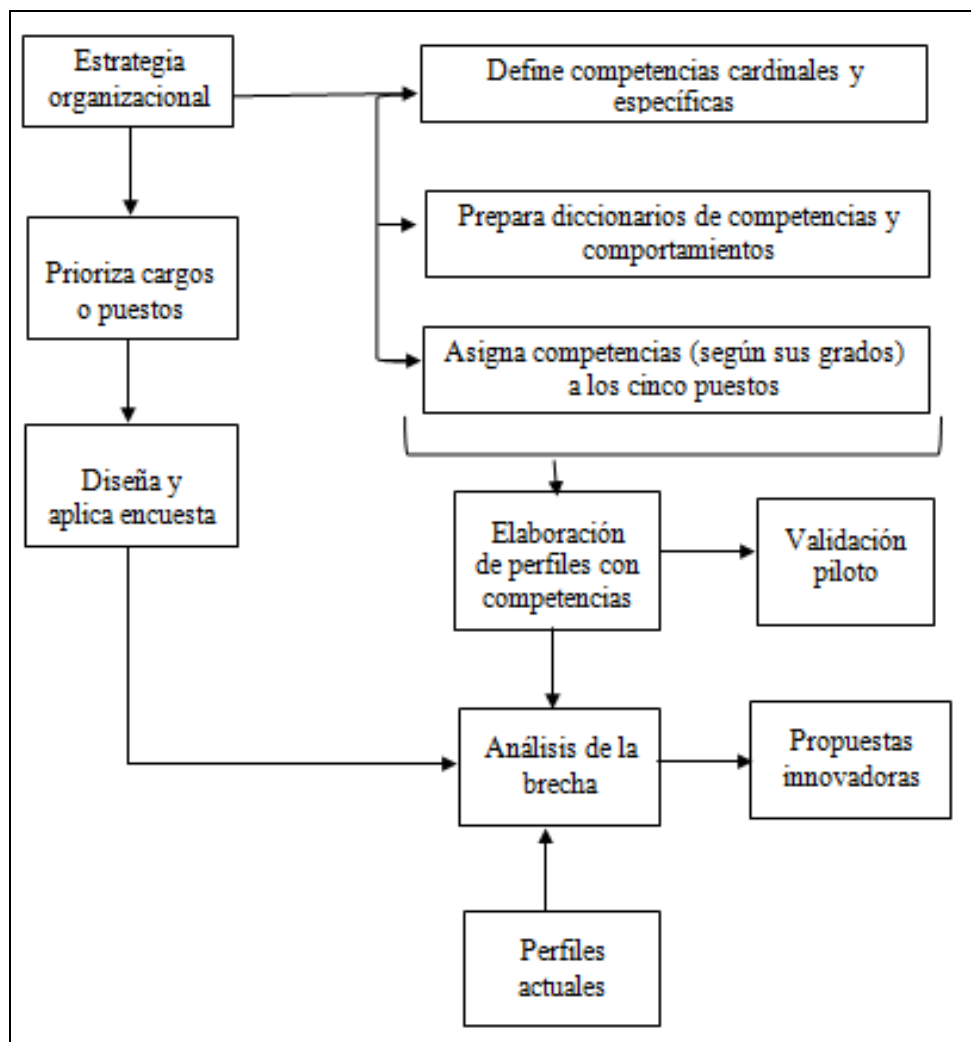 Estrategia
organizacional
Define competencias cardinales y
específicas
Prioriza cargos
o puestos
Prepara diccionarios de competencias y
comportamientos
Asigna competencias (según sus grados)
a los cinco puestos
Diseña y
aplica encuesta
Elaboración
de perfiles con
competencias
Validación
piloto
Análisis de la
brecha
Propuestas
innovadoras
Perfiles
actuales